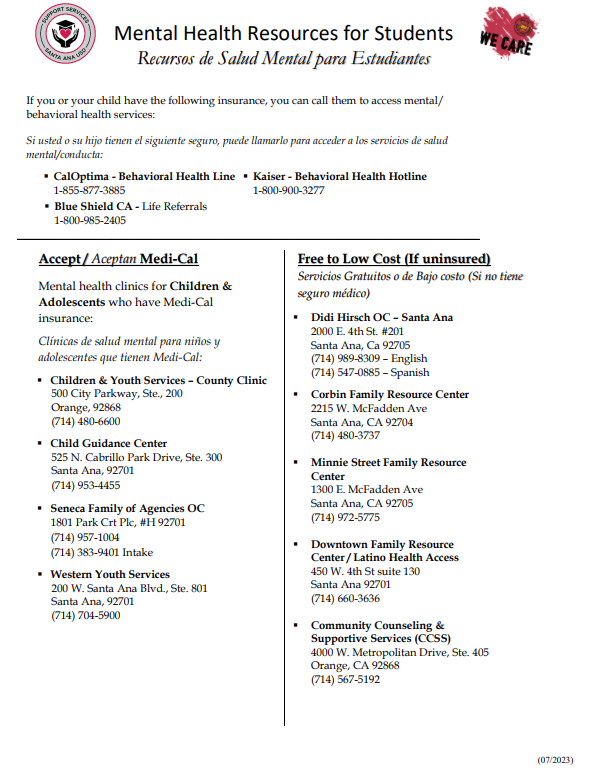 SUPPORT SERVICES
SANTA ANA USD
Mental Health Resources for Students
Recursos de Salud Mental para Estudiantes
WE CARE
If you or your child have the following insurance, you can call them to access mental/
behavioral health services:
Si usted o su hijo tienen el siguiente seguro, puede llamarlo para acceder a los servicios de salud
mental/conducta:
▪ CalOptima - Behavioral Health Line
1-855-877-3885
▪ Kaiser - Behavioral Health Hotline
1-800-900-3277
▪ Blue Shield CA - Life Referrals
1-800-985-2405
Accept / Aceptan Medi-Cal
Mental health clinics for Children &
Adolescents who have Medi-Cal
insurance:
Clínicas de salud mental para niños y
adolescentes que tienen Medi-Cal:
▪ Children & Youth Services – County Clinic
500 City Parkway, Ste., 200
Orange, 92868
(714) 480-6600
▪ Child Guidance Center
525 N. Cabrillo Park Drive, Ste. 300
Santa Ana, 92701
(714) 953-4455
▪ Seneca Family of Agencies OC
1801 Park Crt Plc, #H 92701
(714) 957-1004
(714) 383-9401 Intake
▪ Western Youth Services
200 W. Santa Ana Blvd., Ste. 801
Santa Ana, 92701
(714) 704-5900
Free to Low Cost (If uninsured)
Servicios Gratuitos o de Bajo costo (Si no tiene
seguro médico)
▪ Didi Hirsch OC – Santa Ana
2000 E. 4th St. #201
Santa Ana, Ca 92705
(714) 989-8309 – English
(714) 547-0885 – Spanish
▪ Corbin Family Resource Center
2215 W. McFadden Ave
Santa Ana, CA 92704
(714) 480-3737
▪ Minnie Street Family Resource
Center
1300 E. McFadden Ave
Santa Ana, CA 92705
(714) 972-5775
▪ Downtown Family Resource
Center / Latino Health Access
450 W. 4th St suite 130
Santa Ana 92701
(714) 660-3636
▪ Community Counseling &
Supportive Services (CCSS)
4000 W. Metropolitan Drive, Ste. 405
Orange, CA 92868
(714) 567-5192
(07/2023)